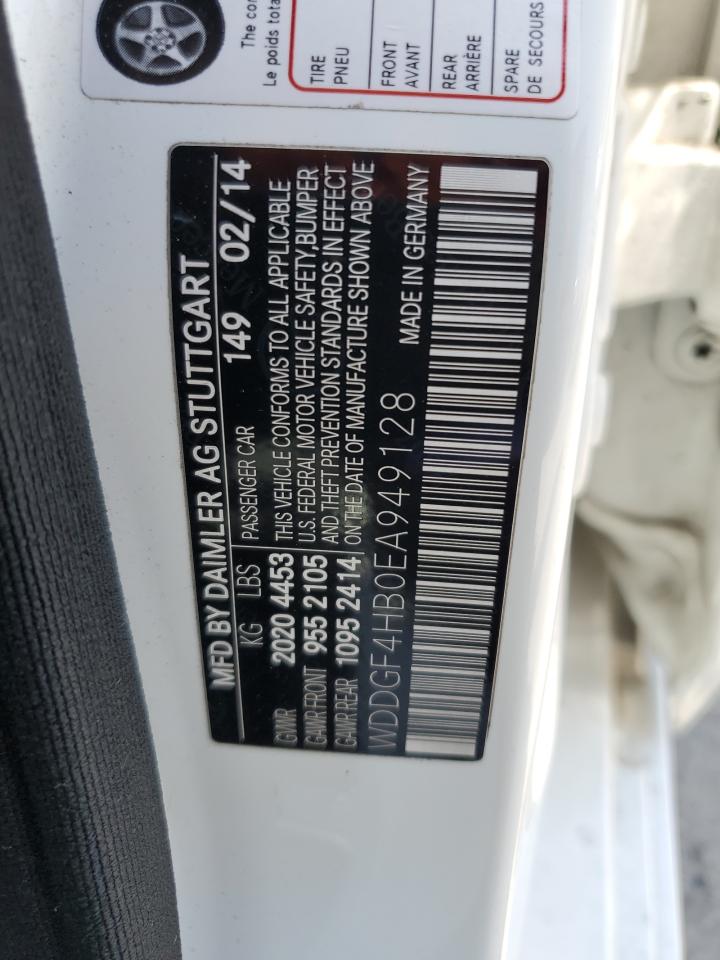 The cor
Le poids total
TIRE
PNEU
FRONT
AVANT
REAR
ARRIÈRE
SPARE
DE SECOURS
MFD BY DAIMLER AG STUTTGART
KG LBS PASSENGER CAR 149 02/14
GVWR 2020 4453 THIS VEHICLE CONFORMS TO ALL APPLICABLE
GAWR FRONT 955 2105 U.S. FEDERAL MOTOR VEHICLE SAFETY,BUMPER
GAWR REAR 1095 2414 AND THEFT PREVENTION STANDARDS IN EFFECT
ON THE DATE OF MANUFACTURE SHOWN ABOVE
WDDGF4HB0EA949128 MADE IN GERMANY